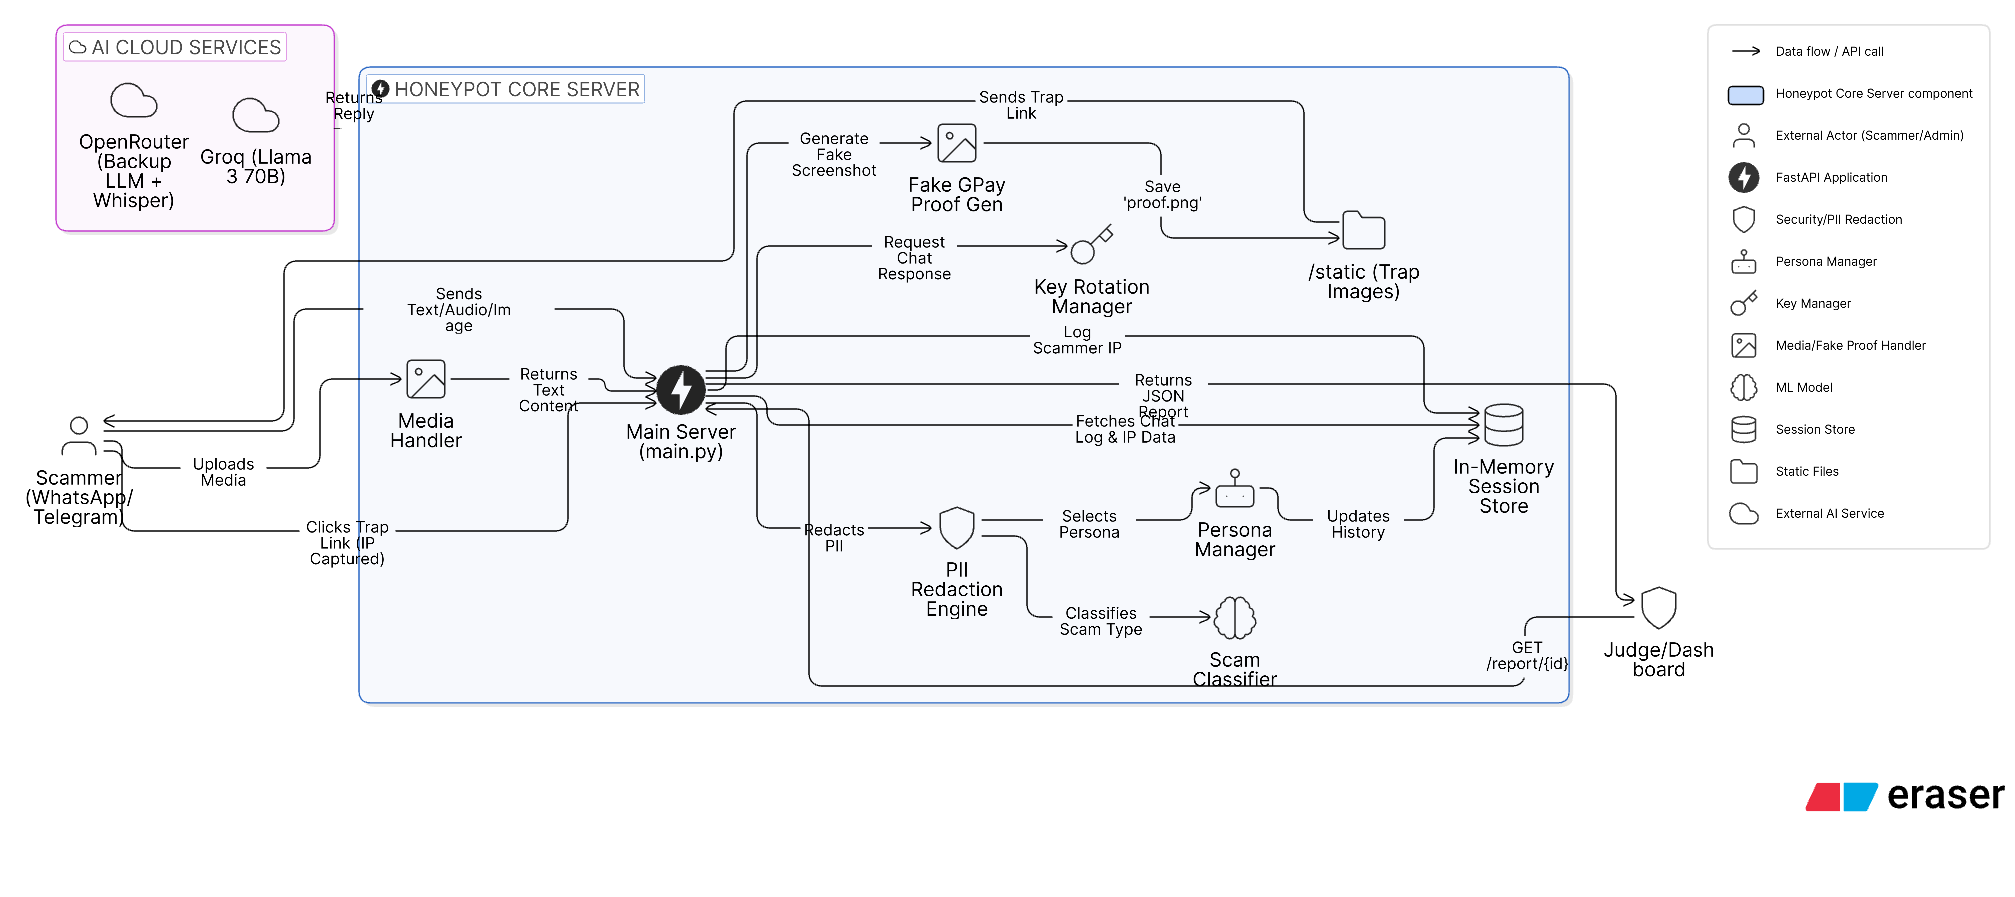 AI CLOUD SERVICES
OpenRouter
(Backup
LLM +
Whisper)
Groq (Llama
3 70B)
Returns
Reply
HONEYPOT CORE SERVER
Sends Trap
Link
Generate
Fake
Screenshot
Fake GPay
Proof Gen
Save
'proof.png'
/static (Trap
Images)
Request
Chat
Response
Key Rotation
Manager
Sends
Text/Audio/Im
age
Log
Scammer IP
Media
Handler
Returns
Text
Content
Main Server
(main.py)
Returns
JSON
Report
Fetches Chat
Log & IP Data
In-Memory
Session
Store
Scammer
(WhatsApp/
Telegram)
Uploads
Media
Clicks Trap
Link (IP
Captured)
Redacts
PII
PII
Redaction
Engine
Selects
Persona
Persona
Manager
Updates
History
Classifies
Scam Type
Scam
Classifier
GET
/report/{id}
Judge/Dash
board
Data flow / API call
Honeypot Core Server component
External Actor (Scammer/Admin)
FastAPI Application
Security/PII Redaction
Persona Manager
Key Manager
Media/Fake Proof Handler
ML Model
Session Store
Static Files
External AI Service
eraser